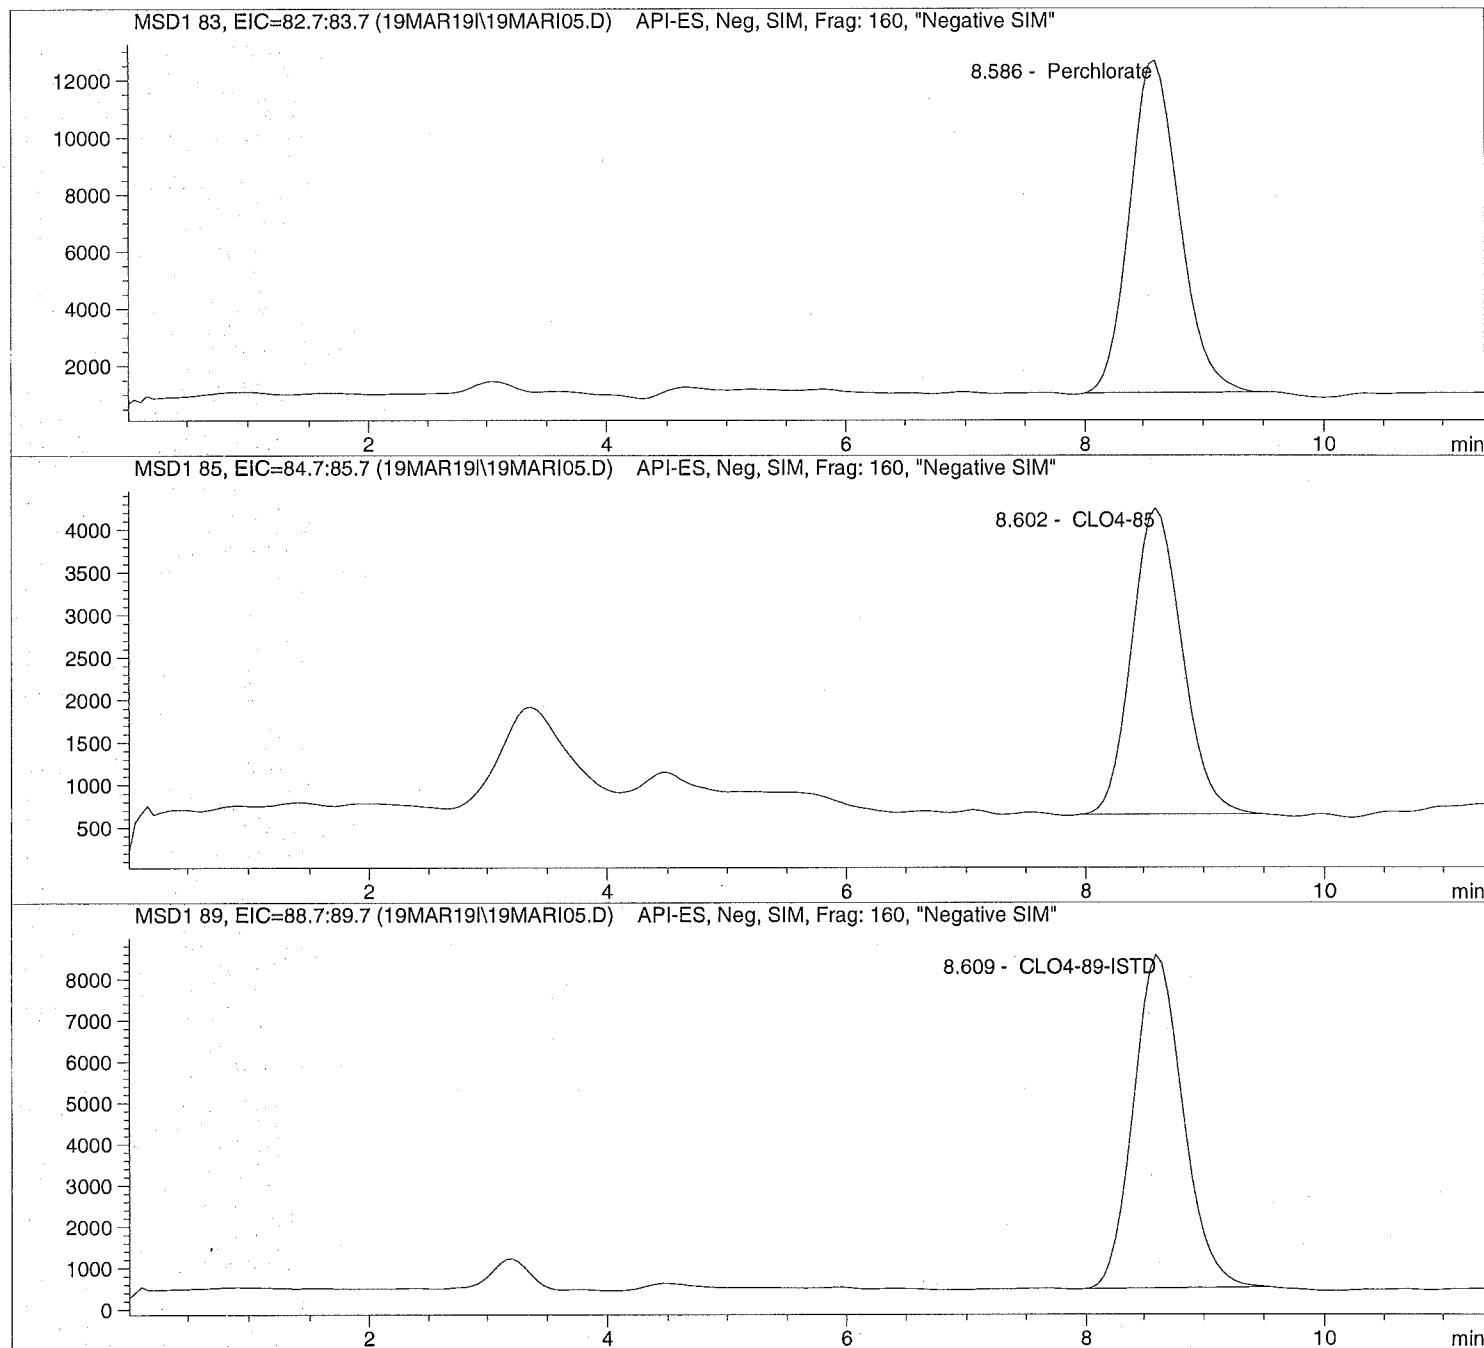 MSD1 83, EIC=82.7:83.7 (19MAR19I\19MARI05.D) API-ES, Neg, SIM, Frag: 160, "Negative SIM"
8.586 - Perchlorate
12000
10000
8000
6000
4000
2000
2 4 6 8 10 min
MSD1 85, EIC=84.7:85.7 (19MAR19I\19MARI05.D) API-ES, Neg, SIM, Frag: 160, "Negative SIM"
8.602 - CLO4-85
4000
3500
3000
2500
2000
1500
1000
500
2 4 6 8 10 min
MSD1 89, EIC=88.7:89.7 (19MAR19I\19MARI05.D) API-ES, Neg, SIM, Frag: 160, "Negative SIM"
8.609 - CLO4-89-ISTD
8000
7000
6000
5000
4000
3000
2000
1000
0
2 4 6 8 10 min